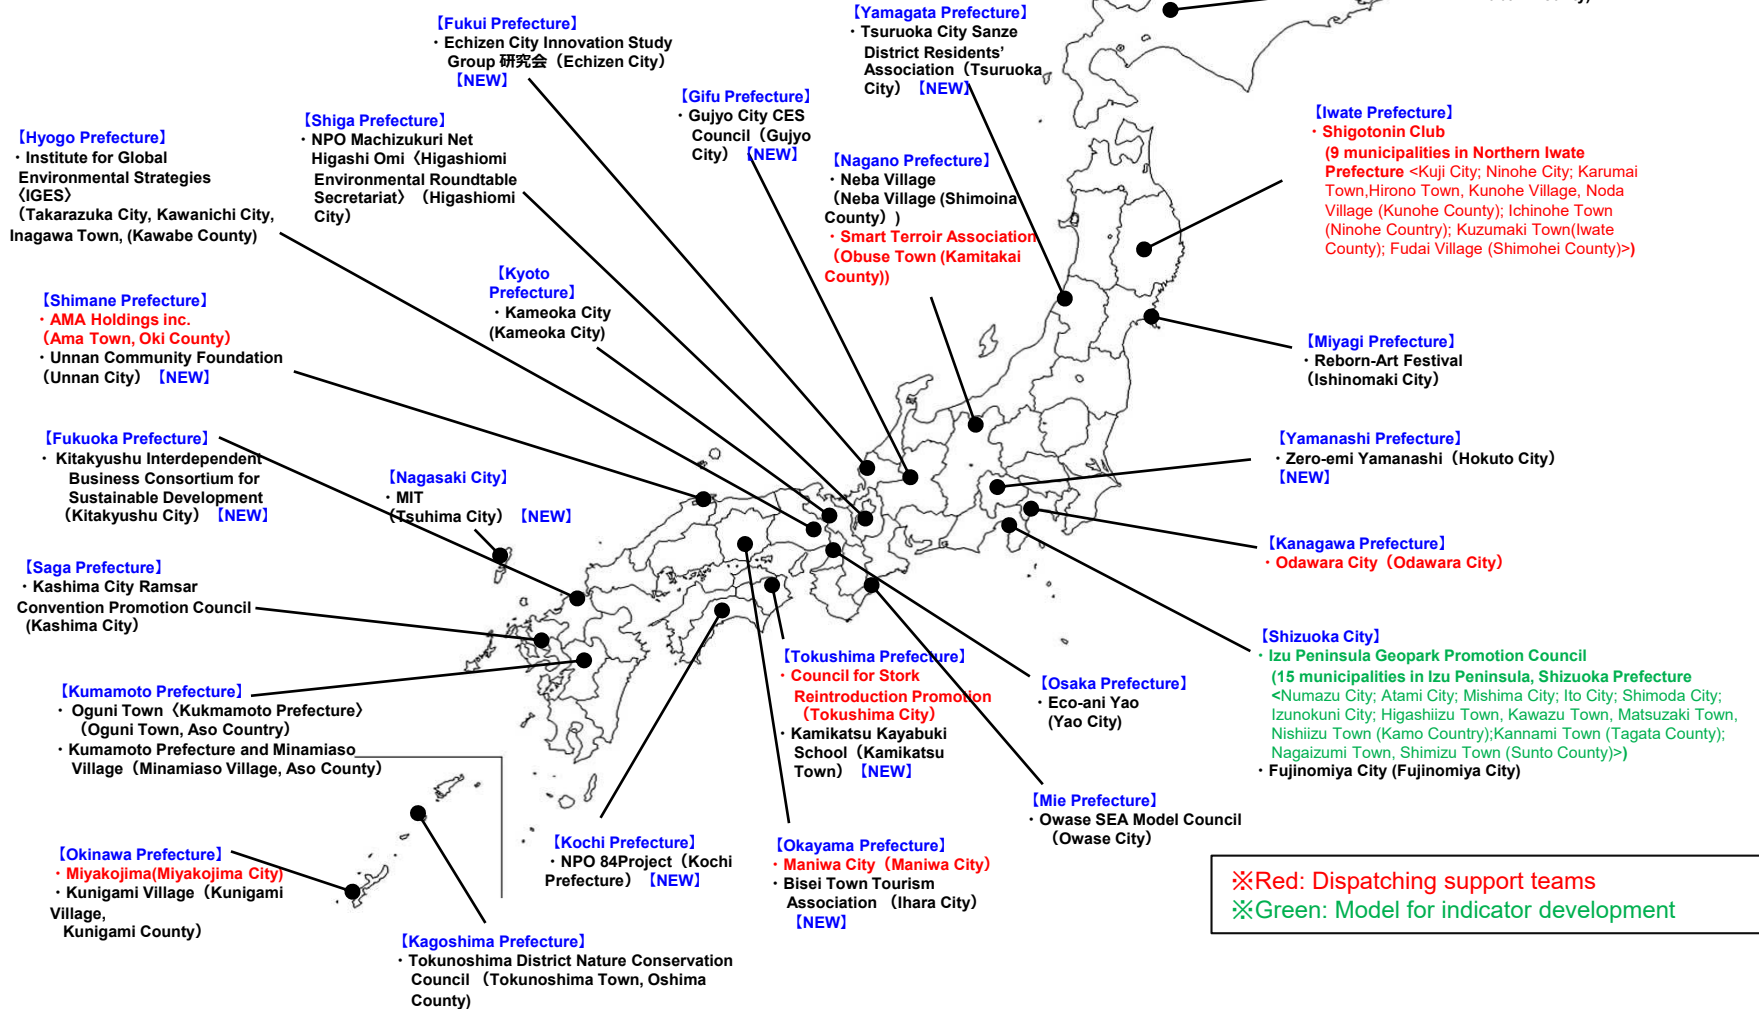 【Fukui Prefecture】
・Echizen City Innovation Study
Group 研究会（Echizen City）
【NEW】
【Yamagata Prefecture】
・Tsuruoka City Sanze
District Residents'
Association（Tsuruoka
City）【NEW】
【Gifu Prefecture】
・Gujyo City CES
Council（Gujyo
City）【NEW】
【Shiga Prefecture】
・NPO Machizukuri Net
Higashi Omi〈Higashiomi
Environmental Roundtable
Secretariat〉（Higashiomi
City）
【Hyogo Prefecture】
・Institute for Global
Environmental Strategies
〈IGES〉
（Takarazuka City, Kawanichi City,
Inagawa Town, (Kawabe County)
【Nagano Prefecture】
・Neba Village
（Neba Village (Shimoina
County））
・Smart Terroir Association
（Obuse Town (Kamitakai
County))
【Iwate Prefecture】
・Shigotonin Club
(9 municipalities in Northern Iwate
Prefecture <Kuji City; Ninohe City; Karumai
Town,Hirono Town, Kunohe Village, Noda
Village (Kunohe County); Ichinohe Town
(Ninohe Country); Kuzumaki Town(Iwate
County); Fudai Village (Shimohei County)>)
【Kyoto
Prefecture】
・Kameoka City
(Kameoka City)
【Shimane Prefecture】
・AMA Holdings inc.
（Ama Town, Oki County）
・Unnan Community Foundation
（Unnan City）【NEW】
【Miyagi Prefecture】
・Reborn-Art Festival
（Ishinomaki City）
【Fukuoka Prefecture】
・Kitakyushu Interdependent
Business Consortium for
Sustainable Development
（Kitakyushu City）【NEW】
【Nagasaki City】
・MIT
（Tsuhima City）【NEW】
【Yamanashi Prefecture】
・Zero-emi Yamanashi（Hokuto City）
【NEW】
【Kanagawa Prefecture】
・Odawara City（Odawara City）
【Saga Prefecture】
・Kashima City Ramsar
Convention Promotion Council
（Kashima City）
【Shizuoka City】
・Izu Peninsula Geopark Promotion Council
(15 municipalities in Izu Peninsula, Shizuoka Prefecture
<Numazu City; Atami City; Mishima City; Ito City; Shimoda City;
Izunokuni City; Higashiizu Town, Kawazu Town, Matsuzaki Town,
Nishiizu Town (Kamo Country);Kannami Town (Tagata County);
Nagaizumi Town, Shimizu Town (Sunto County)>)
・Fujinomiya City (Fujinomiya City)
【Tokushima Prefecture】
・Council for Stork
Reintroduction Promotion
（Tokushima City）
・Kamikatsu Kayabuki
School（Kamikatsu
Town）【NEW】
【Osaka Prefecture】
・Eco-ani Yao
(Yao City)
【Kumamoto Prefecture】
・Oguni Town〈Kukmamoto Prefecture〉
（Oguni Town, Aso Country）
・Kumamoto Prefecture and Minamiaso
Village（Minamiaso Village, Aso County）
【Mie Prefecture】
・Owase SEA Model Council
（Owase City）
【Kochi Prefecture】
・NPO 84Project（Kochi
Prefecture）【NEW】
【Okayama Prefecture】
・Maniwa City（Maniwa City）
・Bisei Town Tourism
Association （Ihara City）
【NEW】
【Okinawa Prefecture】
・Miyakojima(Miyakojima City)
・Kunigami Village（Kunigami
Village,
Kunigami County）
【Kagoshima Prefecture】
・Tokunoshima District Nature Conservation
Council （Tokunoshima Town, Oshima
County)
※Red: Dispatching support teams
※Green: Model for indicator development